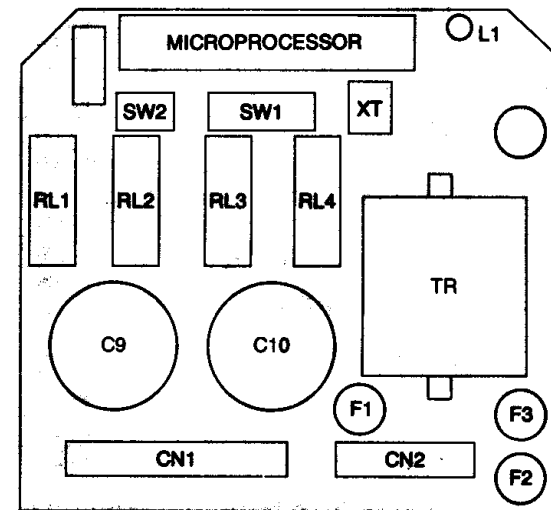 MICROPROCESSOR
L1
SW2 SW1 XT
RL1 RL2 RL3 RL4
TR
C9 C10
F1 F3
CN1 CN2
F2